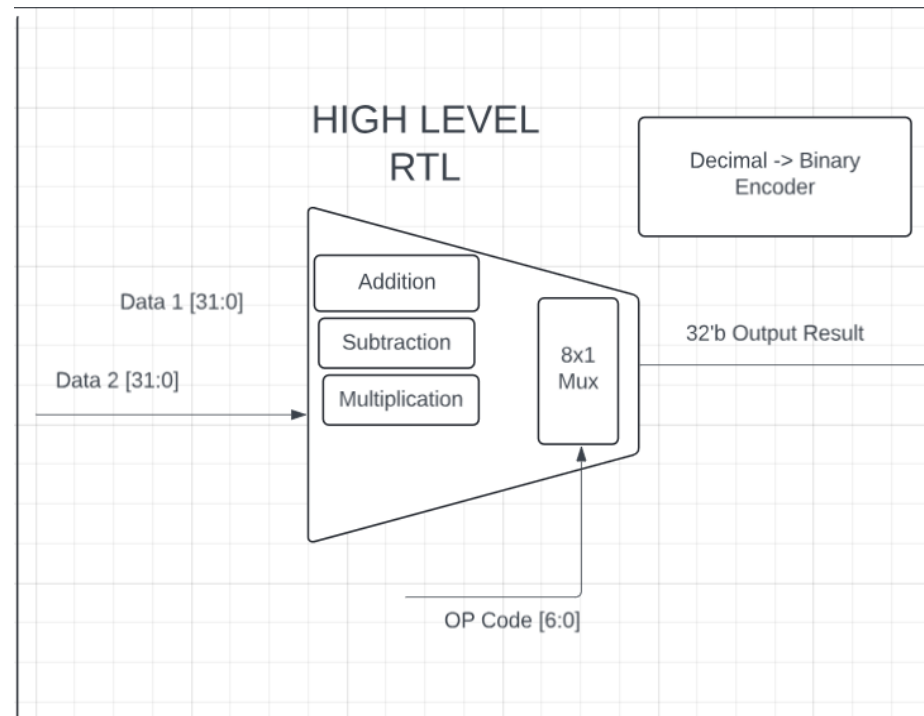 HIGH LEVEL
RTL
Decimal -> Binary
Encoder
Addition
Data 1 [31:0]
Subtraction
32'b Output Result
8x1
Mux
Data 2 [31:0]
Multiplication
OP Code [6:0]